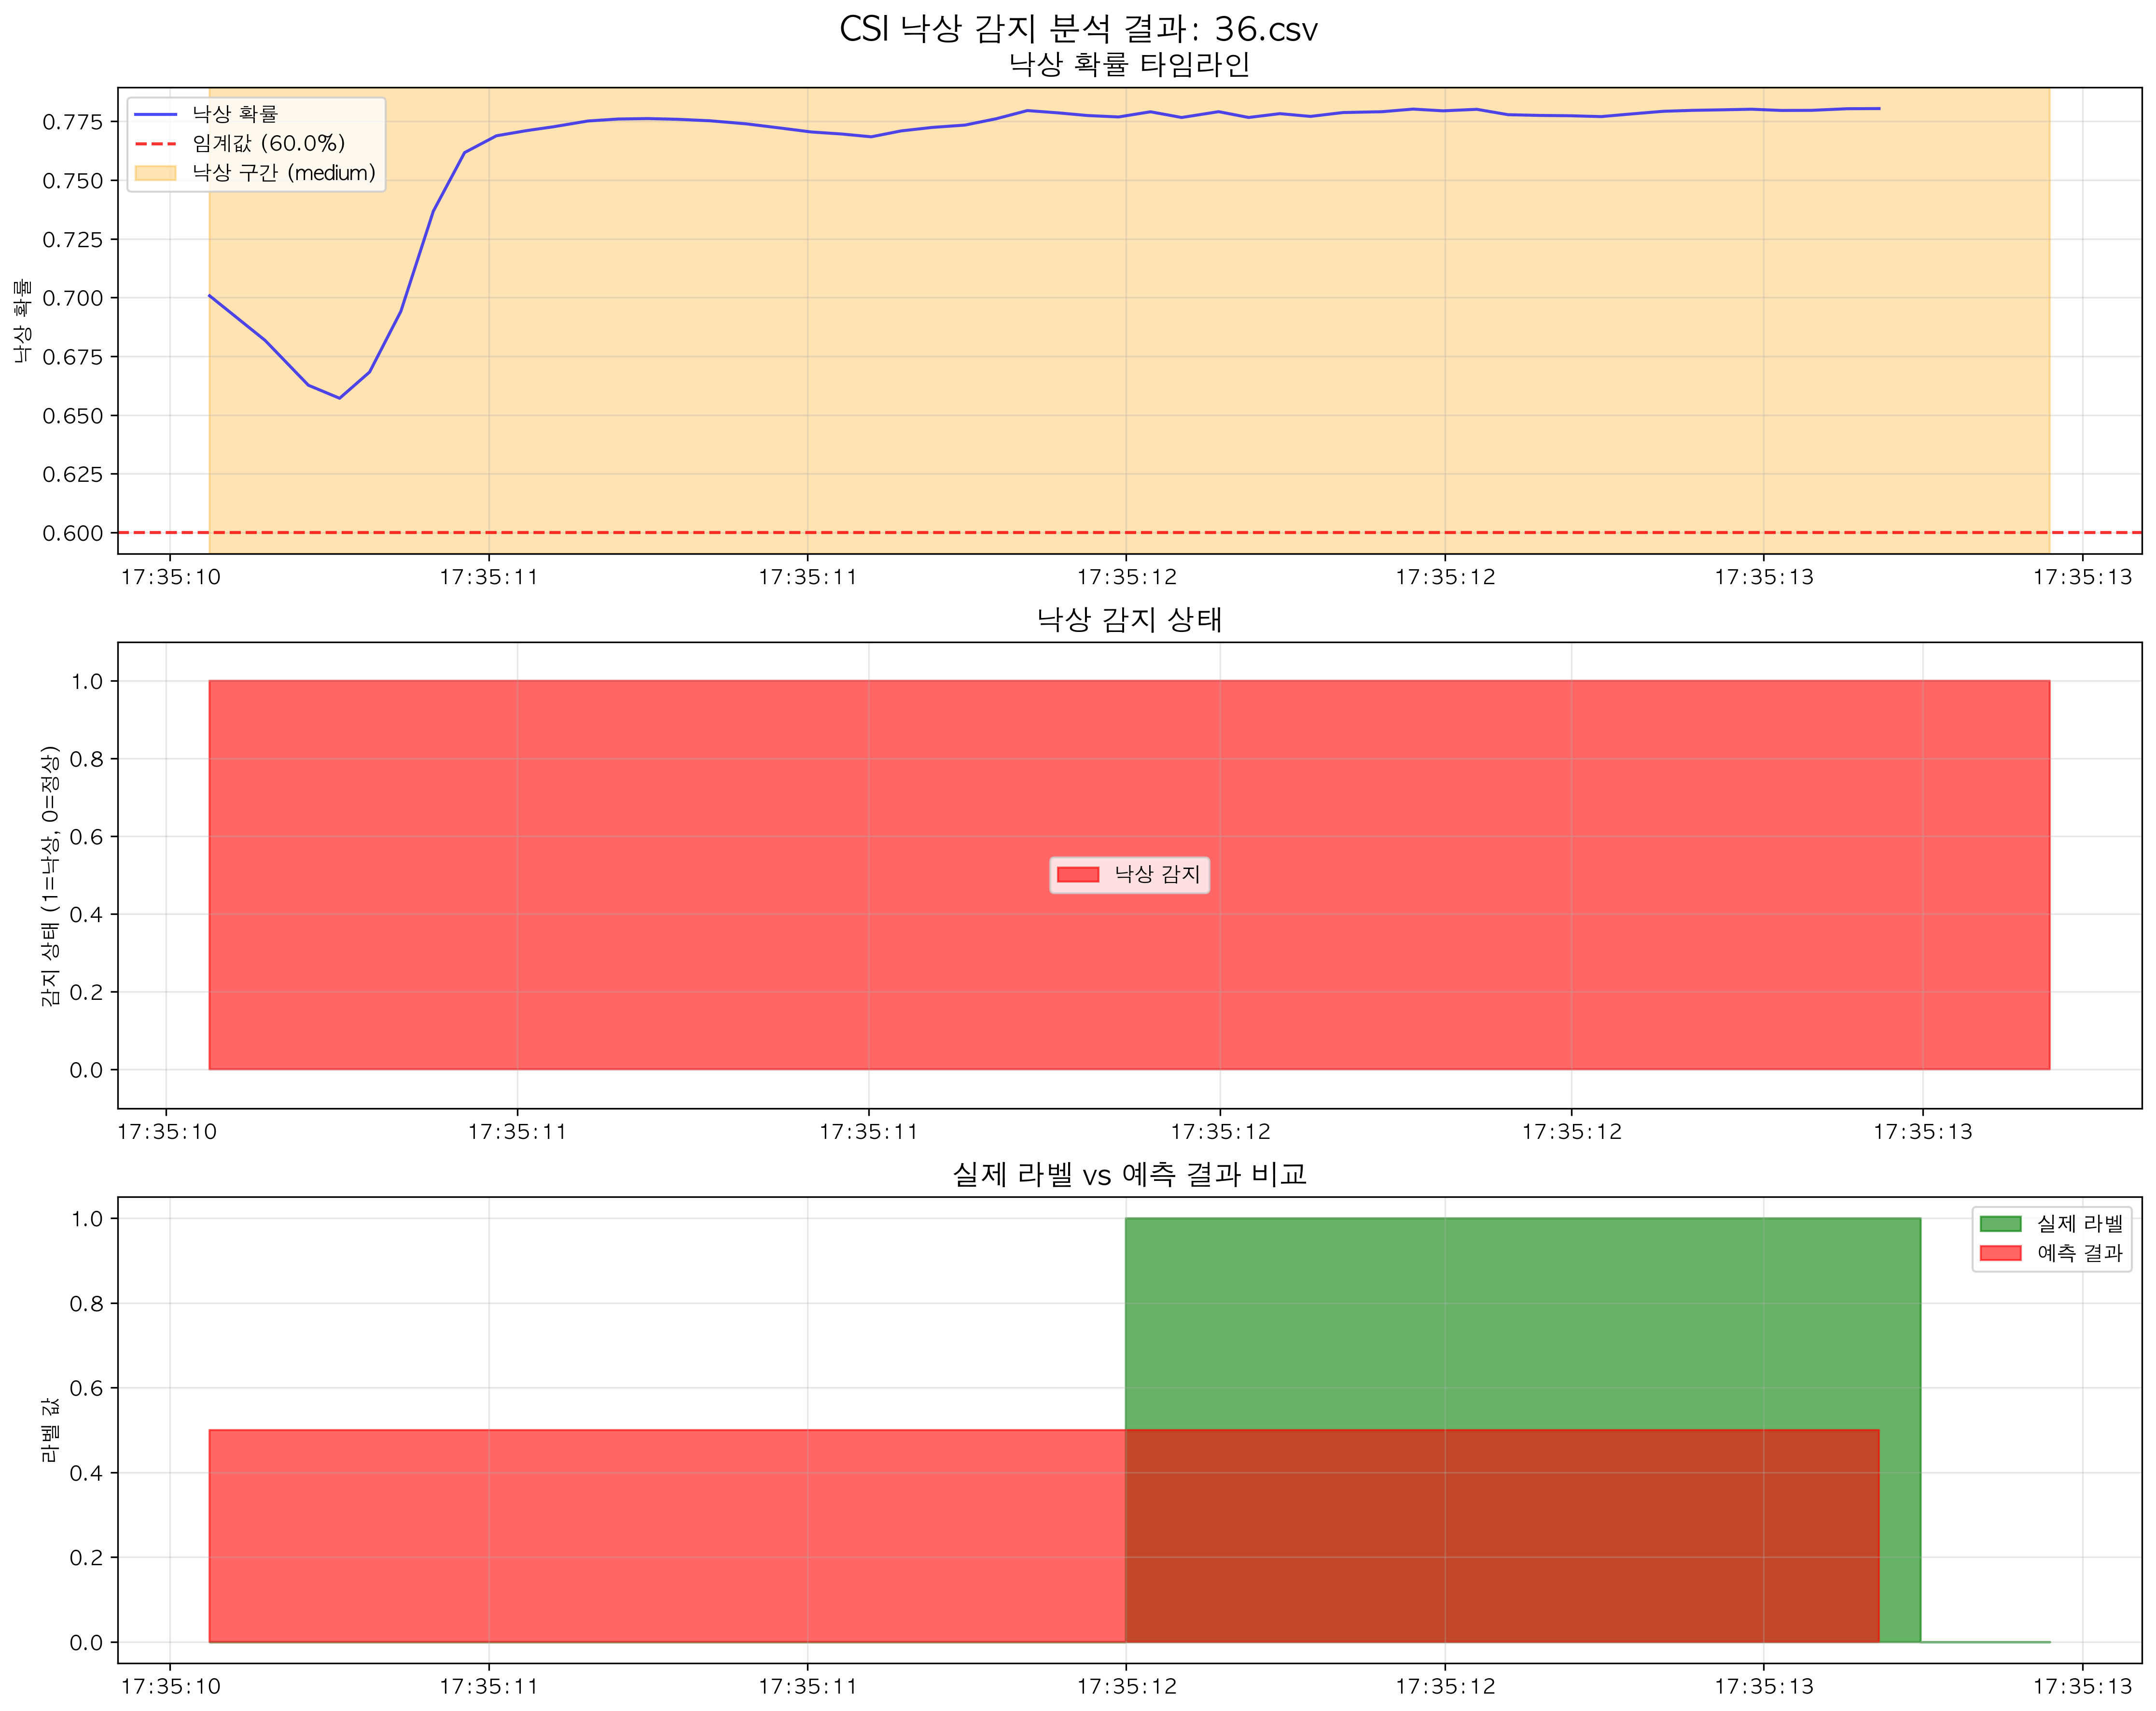 CSI 낙상 감지 분석 결과: 36.csv
낙상 확률 타임라인
낙상 확률
임계값 (60.0%)
낙상 구간 (medium)
낙상 확률
0.775
0.750
0.725
0.700
0.675
0.650
0.625
0.600
17:35:10 17:35:11 17:35:11 17:35:12 17:35:12 17:35:13 17:35:13
낙상 감지 상태
감지 상태 (1=낙상, 0=정상)
1.0
0.8
0.6
0.4
0.2
0.0
낙상 감지
17:35:10 17:35:11 17:35:11 17:35:12 17:35:12 17:35:13
실제 라벨 vs 예측 결과 비교
실제 라벨
예측 결과
라벨 값
1.0
0.8
0.6
0.4
0.2
0.0
17:35:10 17:35:11 17:35:11 17:35:12 17:35:12 17:35:13 17:35:13